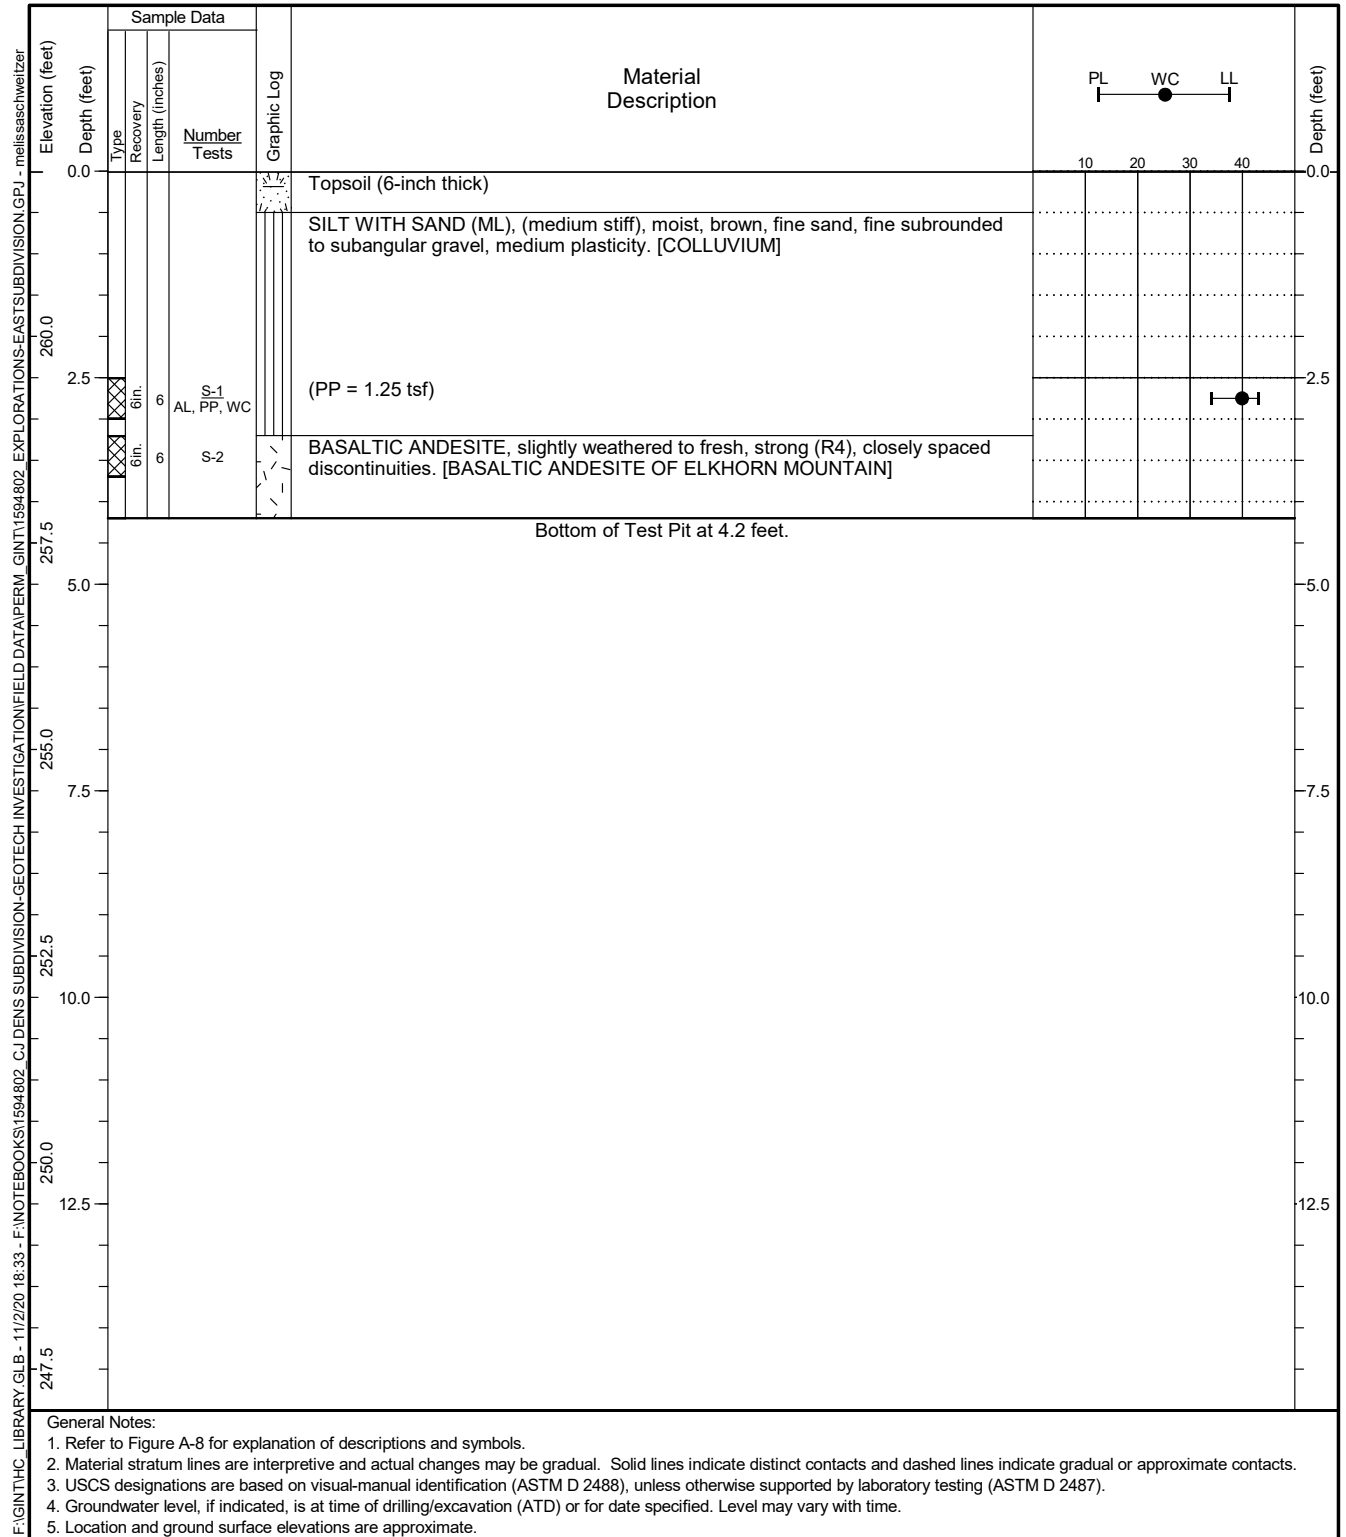 Sample Data
Elevation (feet)
Depth (feet)
Type
Recovery
Length (inches)
Number
Tests
Graphic Log
Material
Description
PL WC LL
10 20 30 40
Depth (feet)
0.0 0.0
Topsoil (6-inch thick)
SILT WITH SAND (ML), (medium stiff), moist, brown, fine sand, fine subrounded
to subangular gravel, medium plasticity. [COLLUVIUM]
260.0
2.5 2.5
6in. 6 S-1
AL, PP, WC
(PP = 1.25 tsf)
6in. 6 S-2
BASALTIC ANDESITE, slightly weathered to fresh, strong (R4), closely spaced
discontinuities. [BASALTIC ANDESITE OF ELKHORN MOUNTAIN]
Bottom of Test Pit at 4.2 feet.
257.5
5.0 5.0
255.0
7.5 7.5
252.5
10.0 10.0
250.0
12.5 12.5
247.5
General Notes:
1. Refer to Figure A-8 for explanation of descriptions and symbols.
2. Material stratum lines are interpretive and actual changes may be gradual. Solid lines indicate distinct contacts and dashed lines indicate gradual or approximate contacts.
3. USCS designations are based on visual-manual identification (ASTM D 2488), unless otherwise supported by laboratory testing (ASTM D 2487).
4. Groundwater level, if indicated, is at time of drilling/excavation (ATD) or for date specified. Level may vary with time.
5. Location and ground surface elevations are approximate.
F:\GINT\HC_LIBRARY.GLB - 11/2/20 18:33 - F:\NOTEBOOKS\1594802_CJ DENS SUBDIVISION-GEOTECH INVESTIGATION\FIELD DATA\PERM_GINT\1594802_EXPLORATIONS-EASTSUBDIVISION.GPJ - melissaschweitzer